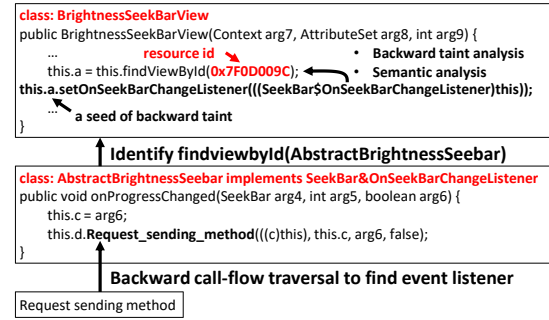 class: BrightnessSeekBarView
public BrightnessSeekBarView(Context arg7, AttributeSet arg8, int arg9) {
... resource id • Backward taint analysis
this.a = this.findViewById(0x7F0D009C); • Semantic analysis
this.a.setOnSeekBarChangeListener(((SeekBar$OnSeekBarChangeListener)this));
... a seed of backward taint
}
Identify findviewbyId(AbstractBrightnessSeebar)
class: AbstractBrightnessSeebar implements SeekBar&OnSeekBarChangeListener
public void onProgressChanged(SeekBar arg4, int arg5, boolean arg6) {
this.c = arg6;
this.d.Request_sending_method(((c)this), this.c, arg6, false);
}
Backward call-flow traversal to find event listener
Request sending method